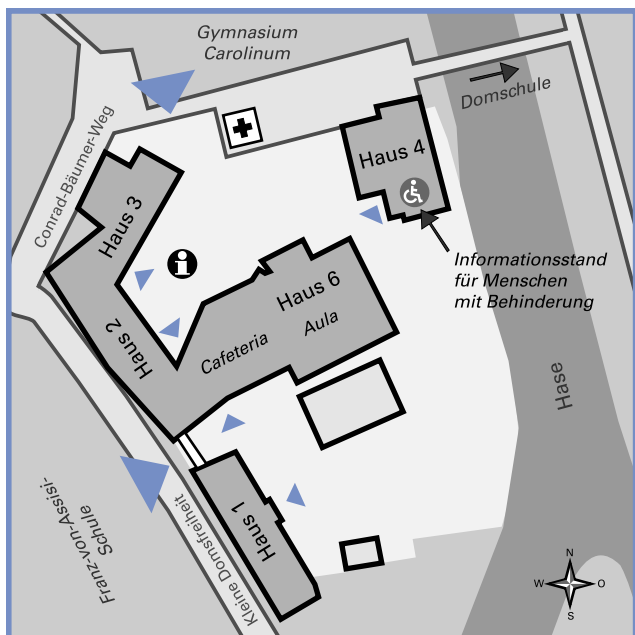 Gymnasium
Carolinum
Domschule
Conrad-Bäumer-Weg
Haus 4
Haus 3
Informationsstand
für Menschen
mit Behinderung
Haus 6
Aula
Cafeteria
Haus 2
Hase
Franz-von-Assisi-
Schule
Kleine Domsfreiheit
Haus 1
N
W
O
S